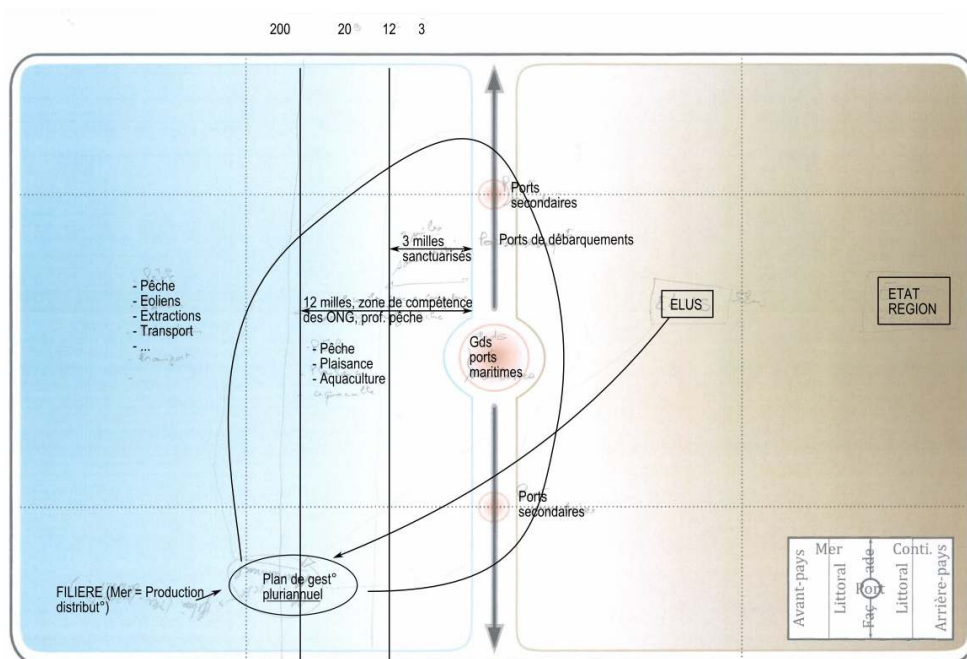 200 20 12 3
Ports
secondaires
3 milles
sanctuarisés
Ports de débarquements
- Pêche
- Eoliens
- Extractions
- Transport
- ...
12 milles, zone de compétence
des ONG, prof. pêche
- Pêche
- Plaisance
- Aquaculture
Gds
ports
maritimes
ÉLUS
ETAT
REGION
Ports
secondaires
Plan de gest°
pluriannuel
FILIERE (Mer = Production
distribut°)
Mer Conti.
Avant-pays
Littoral
Façade
Port
Littoral
Arrière-pays